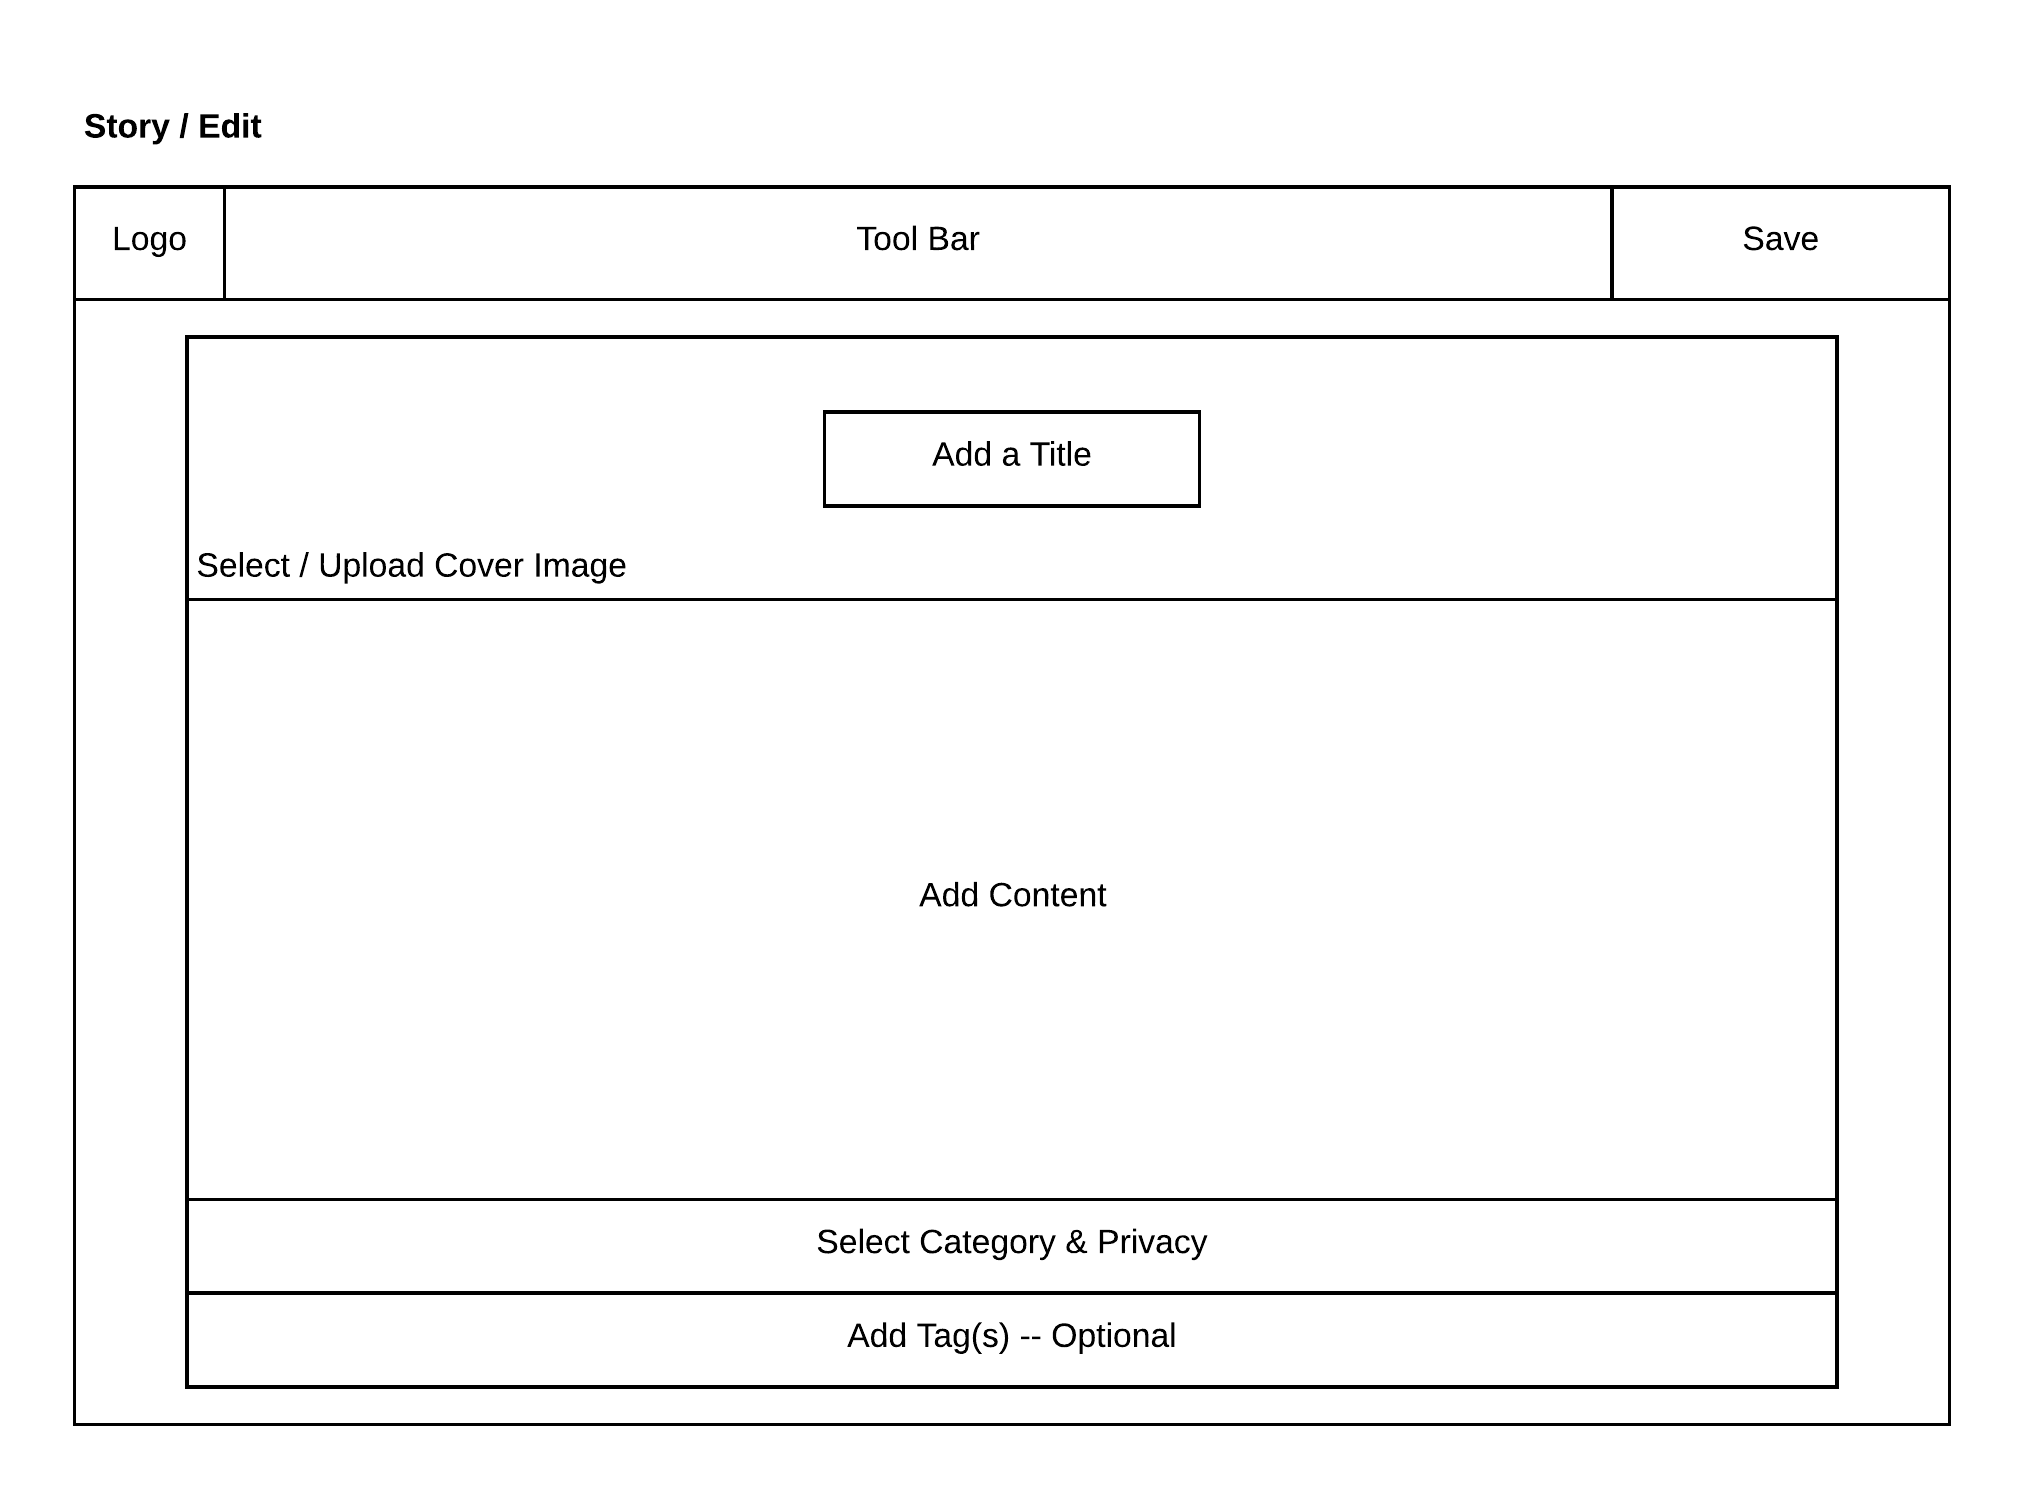 Story / Edit
Logo
Tool Bar
Save
Add a Title
Select / Upload Cover Image
Add Content
Select Category & Privacy
Add Tag(s) -- Optional